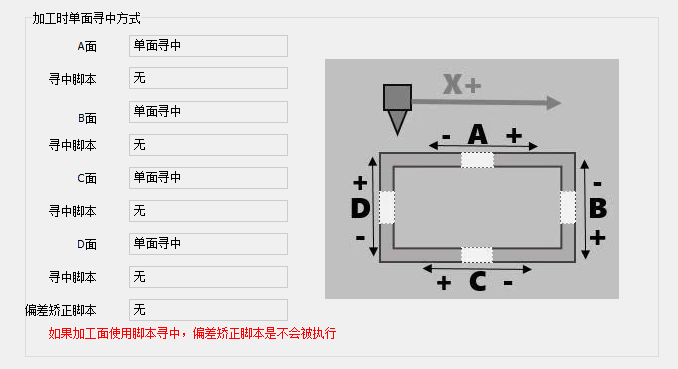 加工时单面寻中方式
A面 单面寻中
寻中脚本 无
B面 单面寻中
寻中脚本 无
C面 单面寻中
寻中脚本 无
D面 单面寻中
寻中脚本 无
偏差矫正脚本 无
如果加工面使用脚本寻中，偏差矫正脚本是不会被执行
X+
- A +
+ -
D B
- +
+ C -